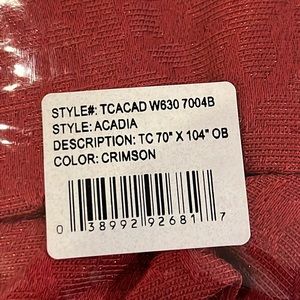 STYLE#: TCACAD W630 7004B
STYLE: ACADIA
DESCRIPTION: TC 70" X 104" OB
COLOR: CRIMSON
0 38992 92681 7